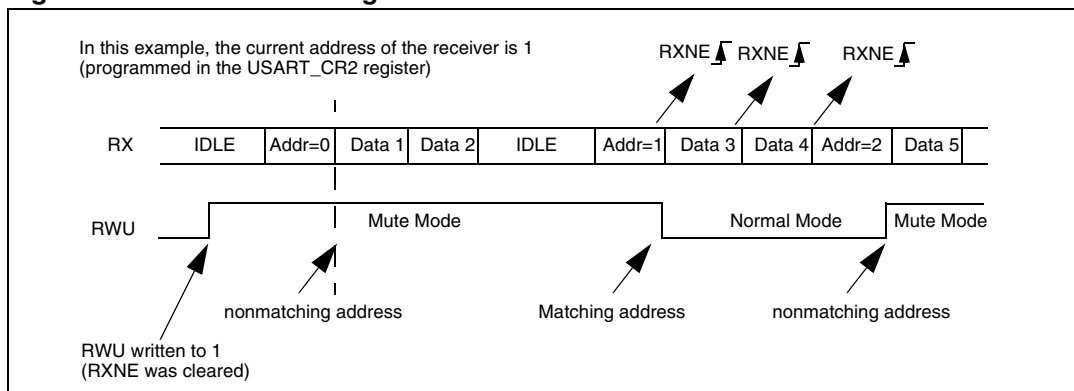 In this example, the current address of the receiver is 1
(programmed in the USART_CR2 register)
RXNE RXNE RXNE
RX IDLE Addr=0 Data 1 Data 2 IDLE Addr=1 Data 3 Data 4 Addr=2 Data 5
RWU Mute Mode Normal Mode Mute Mode
nonmatching address Matching address nonmatching address
RWU written to 1
(RXNE was cleared)